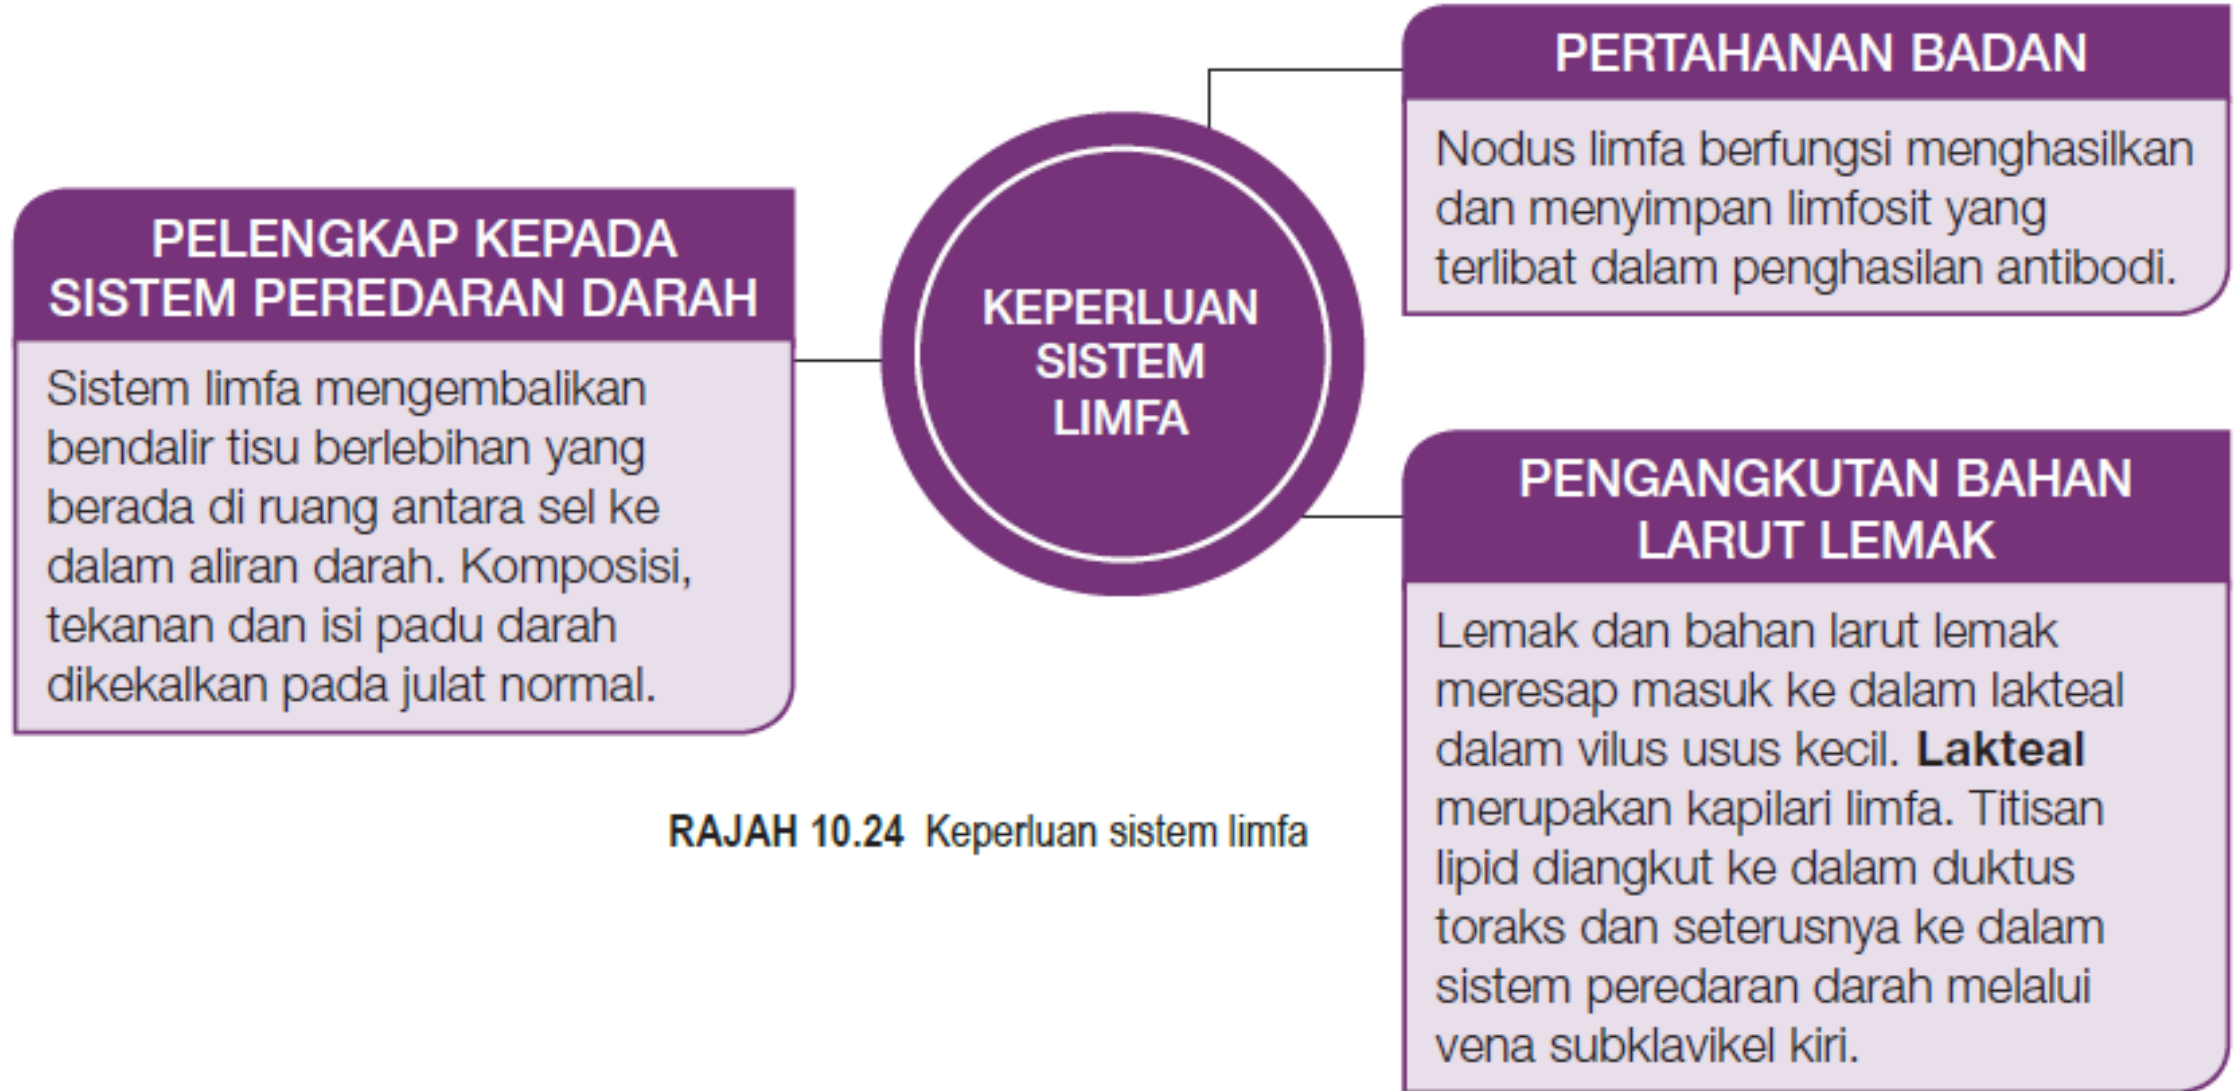 PELENGKAP KEPADA
SISTEM PEREDARAN DARAH
Sistem limfa mengembalikan
bendalir tisu berlebihan yang
berada di ruang antara sel ke
dalam aliran darah. Komposisi,
tekanan dan isi padu darah
dikekalkan pada julat normal.
KEPERLUAN
SISTEM
LIMFA
PERTAHANAN BADAN
Nodus limfa berfungsi menghasilkan
dan menyimpan limfosit yang
terlibat dalam penghasilan antibodi.
PENGANGKUTAN BAHAN
LARUT LEMAK
Lemak dan bahan larut lemak
meresap masuk ke dalam lakteal
dalam vilus usus kecil. Lakteal
merupakan kapilari limfa. Titisan
lipid diangkut ke dalam duktus
toraks dan seterusnya ke dalam
sistem peredaran darah melalui
vena subklavikel kiri.
RAJAH 10.24 Keperluan sistem limfa